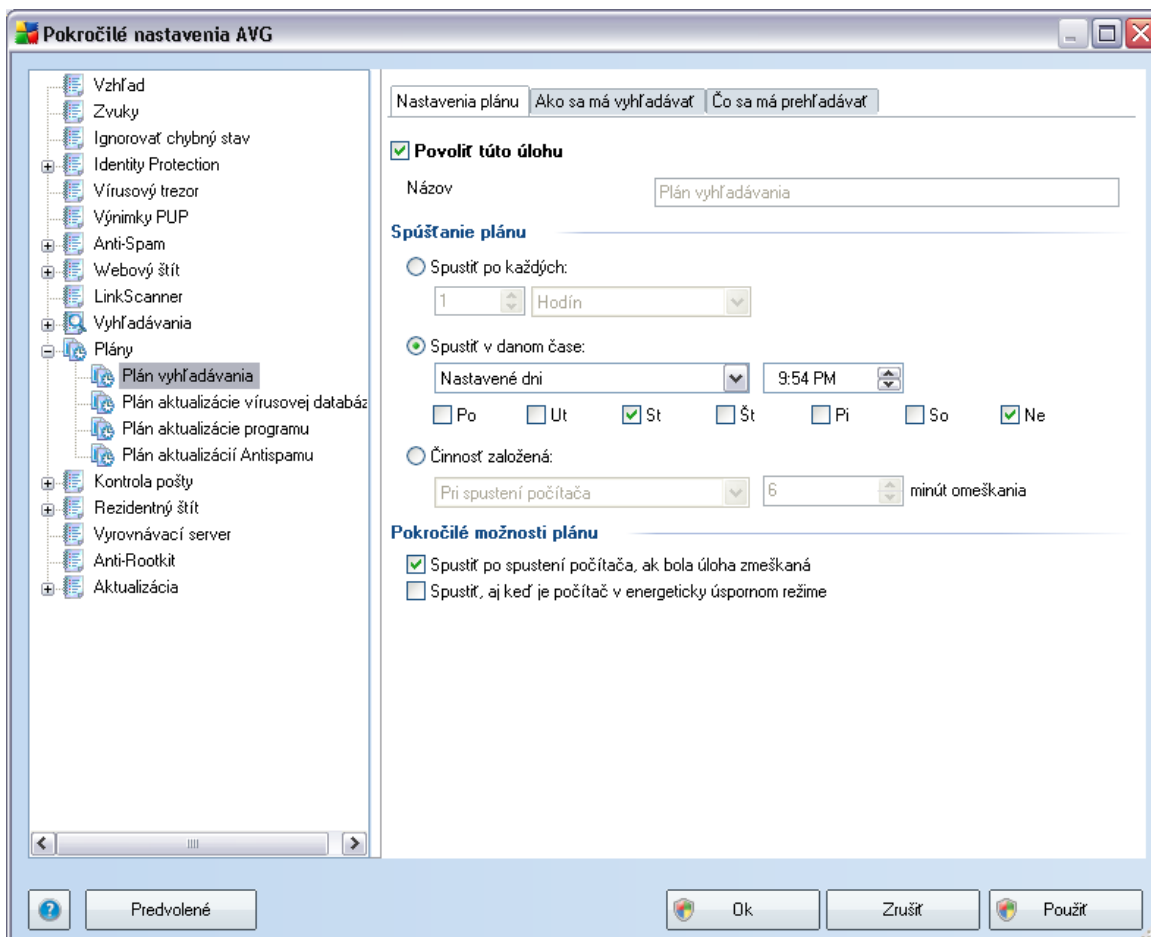 Pokročilé nastavenia AVG
Vzhľad
Zvuky
Ignorovať chybný stav
Identity Protection
Vírusový trezor
Výnimky PUP
Anti-Spam
Webový štít
LinkScanner
Vyhľadávania
Plány
Plán vyhľadávania
Plán aktualizácie vírusovej databáz
Plán aktualizácie programu
Plán aktualizácií Antispamu
Kontrola pošty
Rezidentný štít
Vyrovnávací server
Anti-Rootkit
Aktualizácia
Nastavenia plánu Ako sa má vyhľadávať Čo sa má prehľadávať
Povoliť túto úlohu
Názov Plán vyhľadávania
Spúšťanie plánu
Spustiť po každých:
1 Hodín
Spustiť v danom čase:
Nastavené dni 9:54 PM
Po Ut St Št Pi So Ne
Činnosť založená:
Pri spustení počítača 6 minút omeškania
Pokročilé možnosti plánu
Spustiť po spustení počítača, ak bola úloha zmeškaná
Spustiť, aj keď je počítač v energeticky úspornom režime
Predvolené Ok Zrušiť Použiť